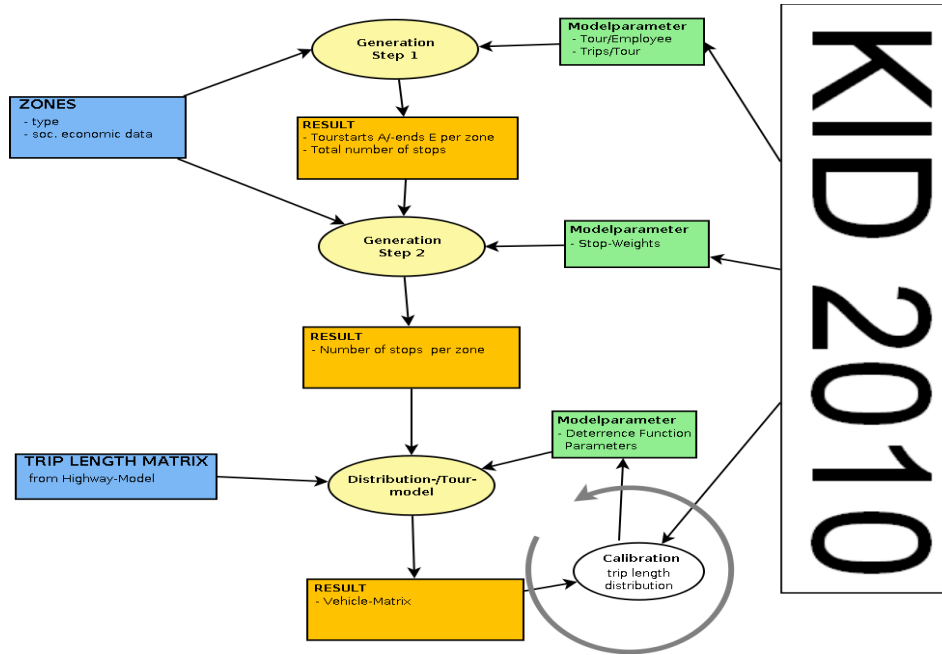 Generation
Step 1
Modelparameter
- Tour/Employee
- Trips/Tour
ZONES
- type
- soc. economic data
RESULT
- Tourstarts A/-ends E per zone
- Total number of stops
Generation
Step 2
Modelparameter
- Stop-Weights
RESULT
- Number of stops per zone
Modelparameter
- Deterrence Function
Parameters
TRIP LENGTH MATRIX
from Highway-Model
Distribution-/Tour-
model
Calibration
trip length
distribution
RESULT
- Vehicle-Matrix
KID 2010